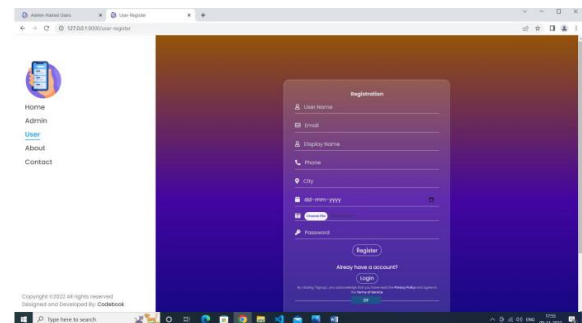 Admin Rated Users
User-Register
127.0.0.1:8000/user-register
Home
Admin
User
About
Contact
Registration
User Name
Email
Display Name
Phone
City
dd-mm-yyyy
Choose File
Password
Register
Already have a account?
Login
By clicking 'Signup', you acknowledge that you have read the Privacy Policy and agree to
the Terms of Service.
Copyright ©2022 All rights reserved
Designed and Developed By: Codebook
Type here to search
ENG
17:55